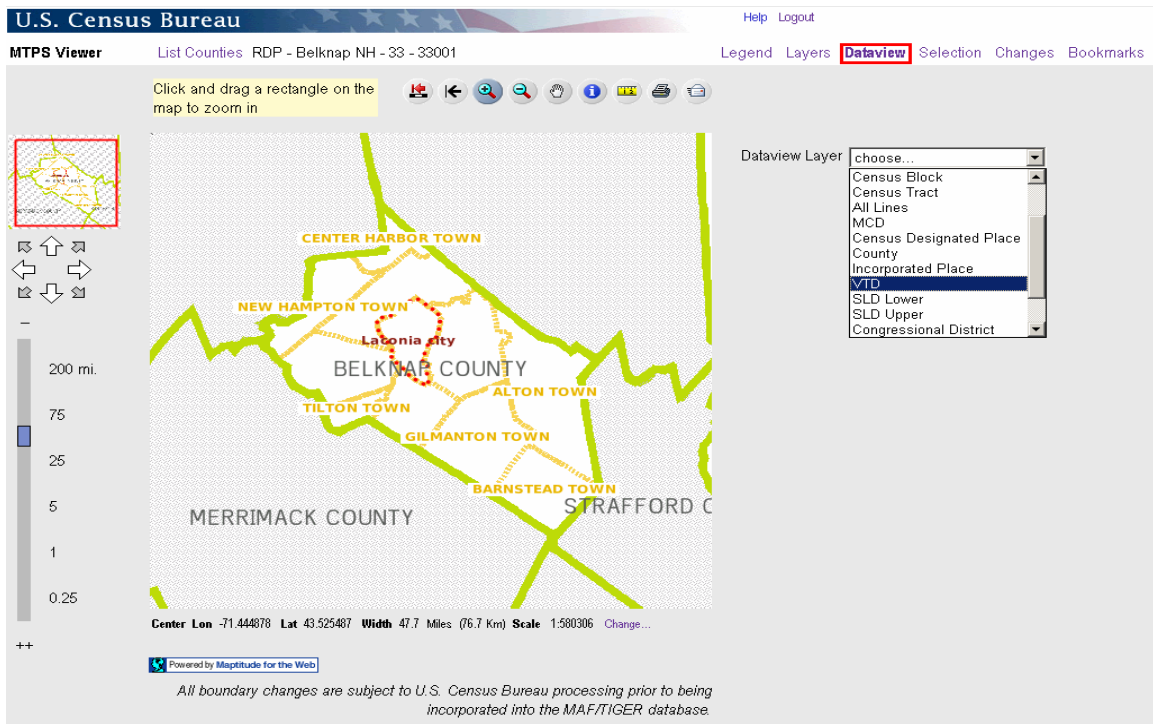 U.S. Census Bureau
Help Logout
MTPS Viewer
List Counties RDP - Belknap NH - 33 - 33001
Legend Layers Dataview Selection Changes Bookmarks
Click and drag a rectangle on the
map to zoom in
Dataview Layer choose...
Census Block
Census Tract
All Lines
MCD
Census Designated Place
County
Incorporated Place
VTD
SLD Lower
SLD Upper
Congressional District
CENTER HARBOR TOWN
NEW HAMPTON TOWN
Laconia city
BELKNAP COUNTY
ALTON TOWN
TILTON TOWN
GILMANTON TOWN
BARNSTEAD TOWN
STRAFFORD C
MERRIMACK COUNTY
200 mi.
75
25
5
1
0.25
++
Center Lon -71.444878 Lat 43.525487 Width 47.7 Miles (76.7 Km) Scale 1:580306 Change...
Powered by Maptitude for the Web
All boundary changes are subject to U.S. Census Bureau processing prior to being
incorporated into the MAF/TIGER database.